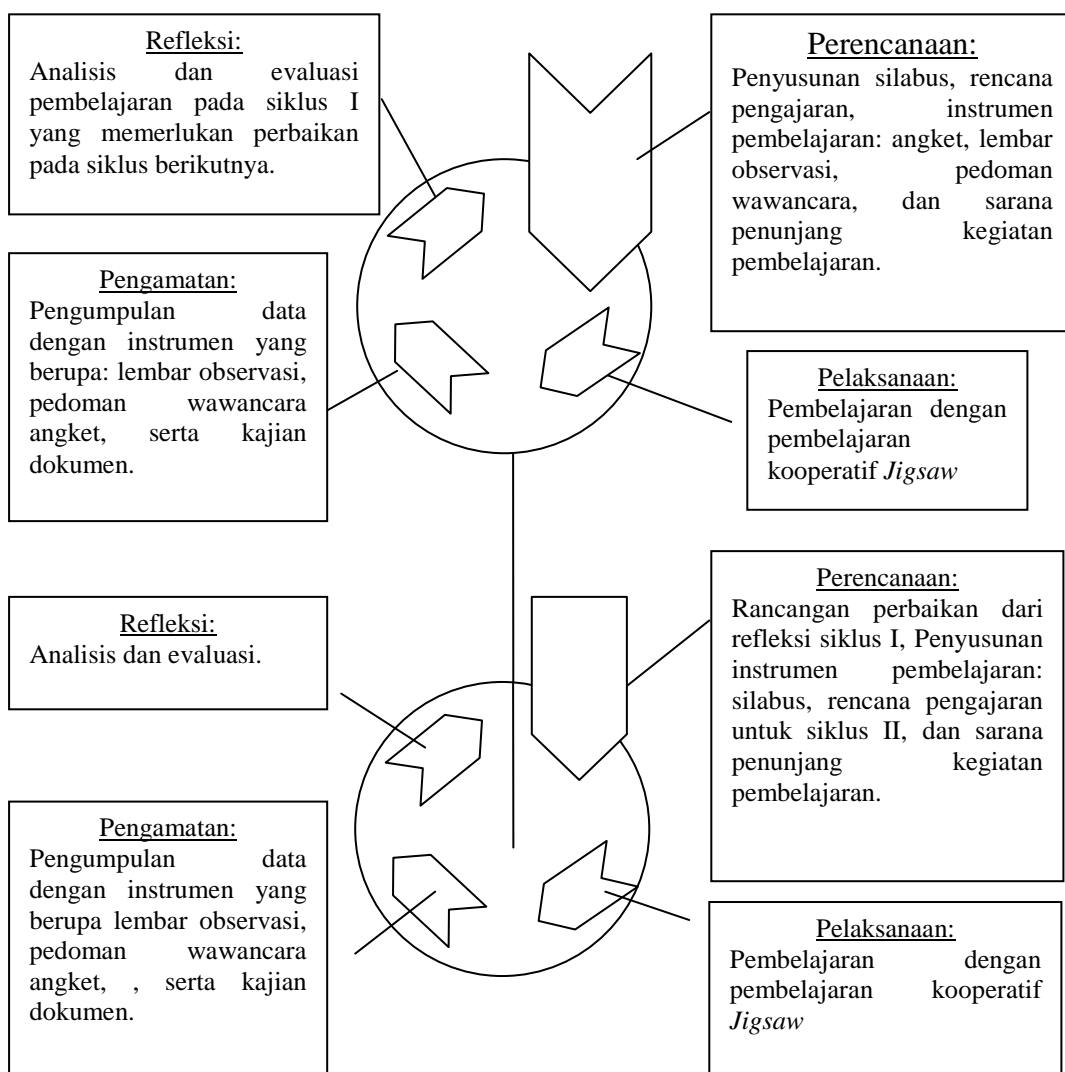 Refleksi:
Analisis dan evaluasi
pembelajaran pada siklus I
yang memerlukan perbaikan
pada siklus berikutnya.
Perencanaan:
Penyusunan silabus, rencana
pengajaran, instrumen
pembelajaran: angket, lembar
observasi, pedoman
wawancara, dan sarana
penunjang kegiatan
pembelajaran.
Pengamatan:
Pengumpulan data
dengan instrumen yang
berupa: lembar observasi,
pedoman wawancara
angket, serta kajian
dokumen.
Pelaksanaan:
Pembelajaran dengan
pembelajaran
kooperatif Jigsaw
Refleksi:
Analisis dan evaluasi.
Perencanaan:
Rancangan perbaikan dari
refleksi siklus I, Penyusunan
instrumen pembelajaran:
silabus, rencana pengajaran
untuk siklus II, dan sarana
penunjang kegiatan
pembelajaran.
Pengamatan:
Pengumpulan data
dengan instrumen yang
berupa lembar observasi,
pedoman wawancara
angket, , serta kajian
dokumen.
Pelaksanaan:
Pembelajaran dengan
pembelajaran kooperatif
Jigsaw